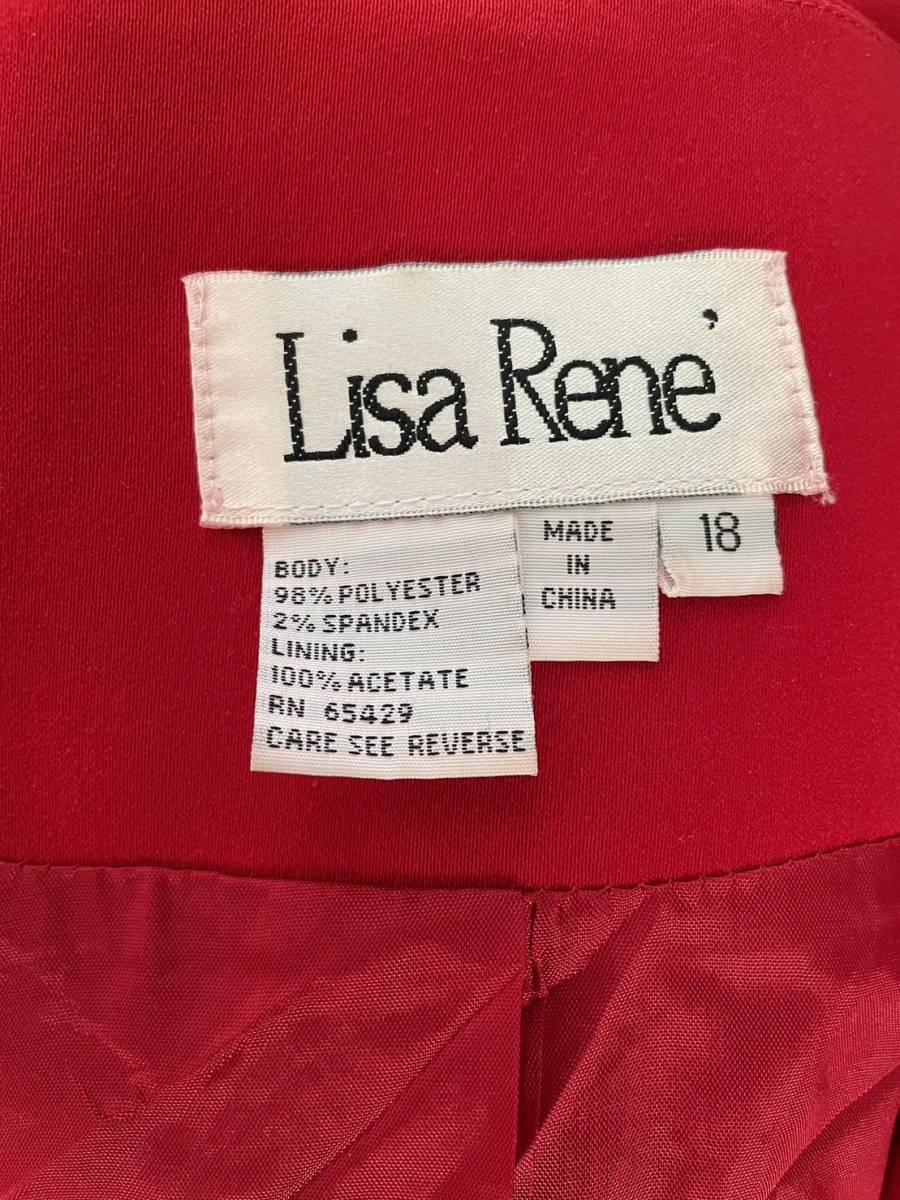 Lisa Rene'
BODY:
98% POLYESTER
2% SPANDEX
LINING:
100% ACETATE
RN 65429
CARE SEE REVERSE
MADE
IN
CHINA
18